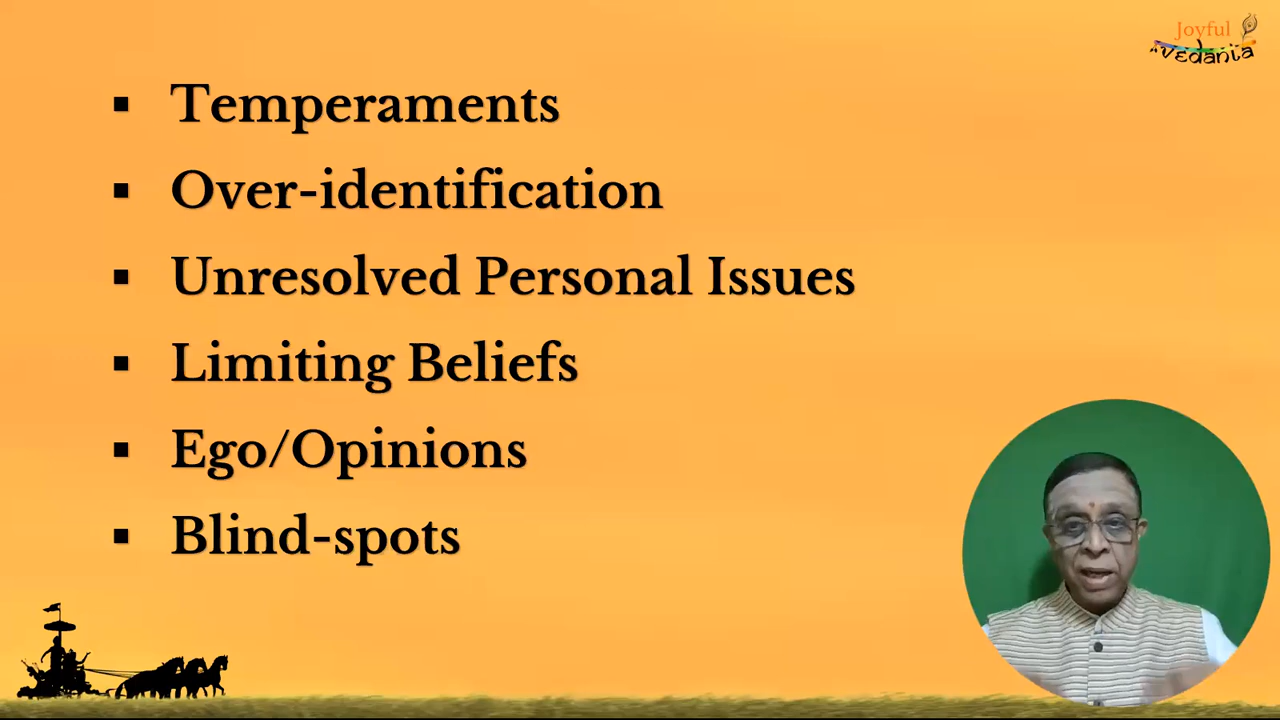 Joyful
Vedanta
▪ Temperaments
▪ Over-identification
▪ Unresolved Personal Issues
▪ Limiting Beliefs
▪ Ego/Opinions
▪ Blind-spots